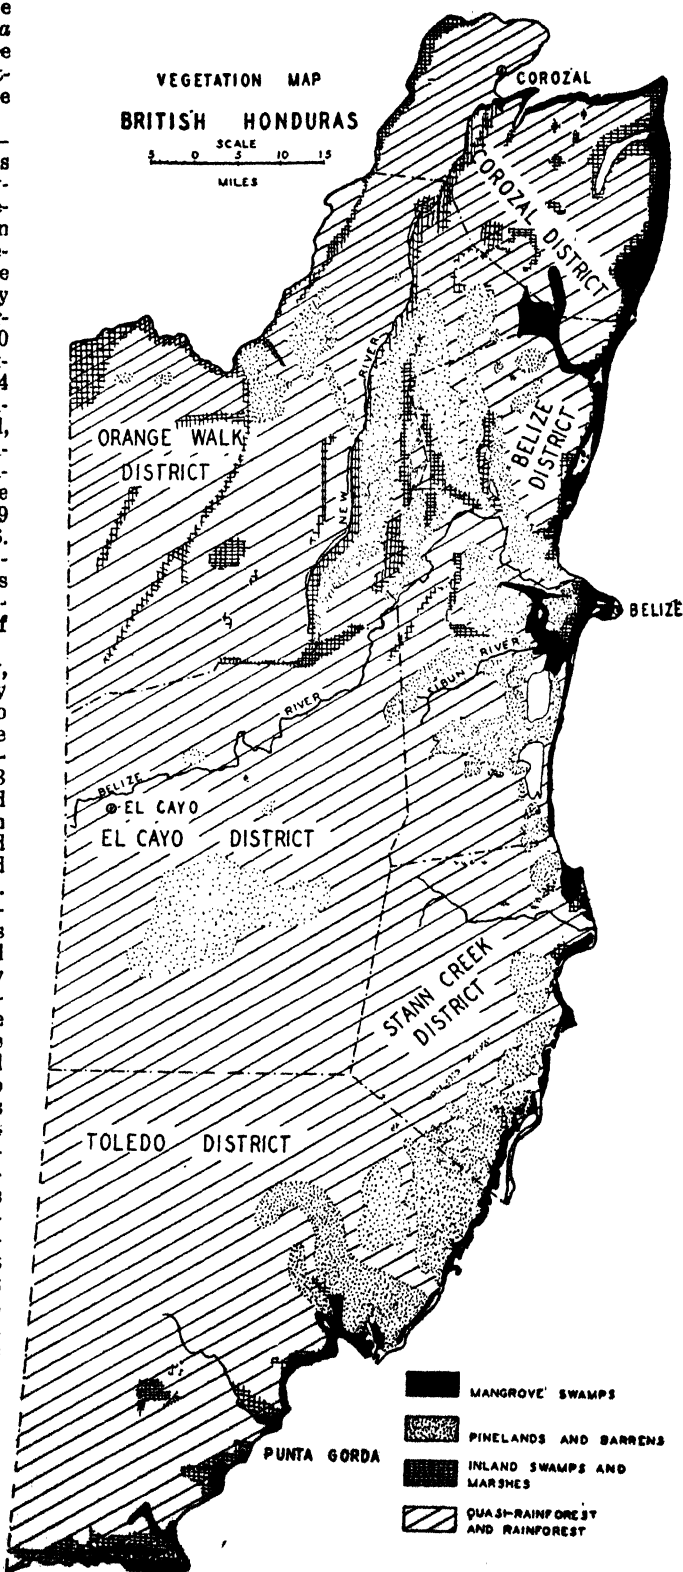 VEGETATION MAP
BRITISH HONDURAS
SCALE
5 0 5 10 15
MILES
COROZAL
COROZAL DISTRICT
RIVER
NEW
ORANGE WALK
DISTRICT
BELIZE
DISTRICT
BELIZE
SIBUN RIVER
RIVER
BELIZE
EL CAYO
EL CAYO DISTRICT
STANN CREEK
DISTRICT
TOLEDO DISTRICT
PUNTA GORDA
MANGROVE SWAMPS
PINELANDS AND BARRENS
INLAND SWAMPS AND
MARSHES
QUASI-RAINFOREST
AND RAINFOREST